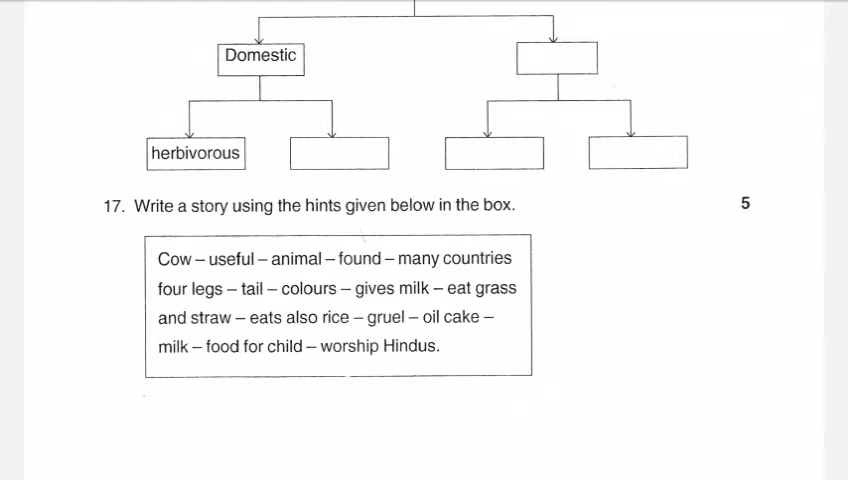 Domestic
herbivorous
17. Write a story using the hints given below in the box. 5
Cow – useful – animal – found – many countries
four legs – tail – colours – gives milk – eat grass
and straw – eats also rice – gruel – oil cake –
milk – food for child – worship Hindus.